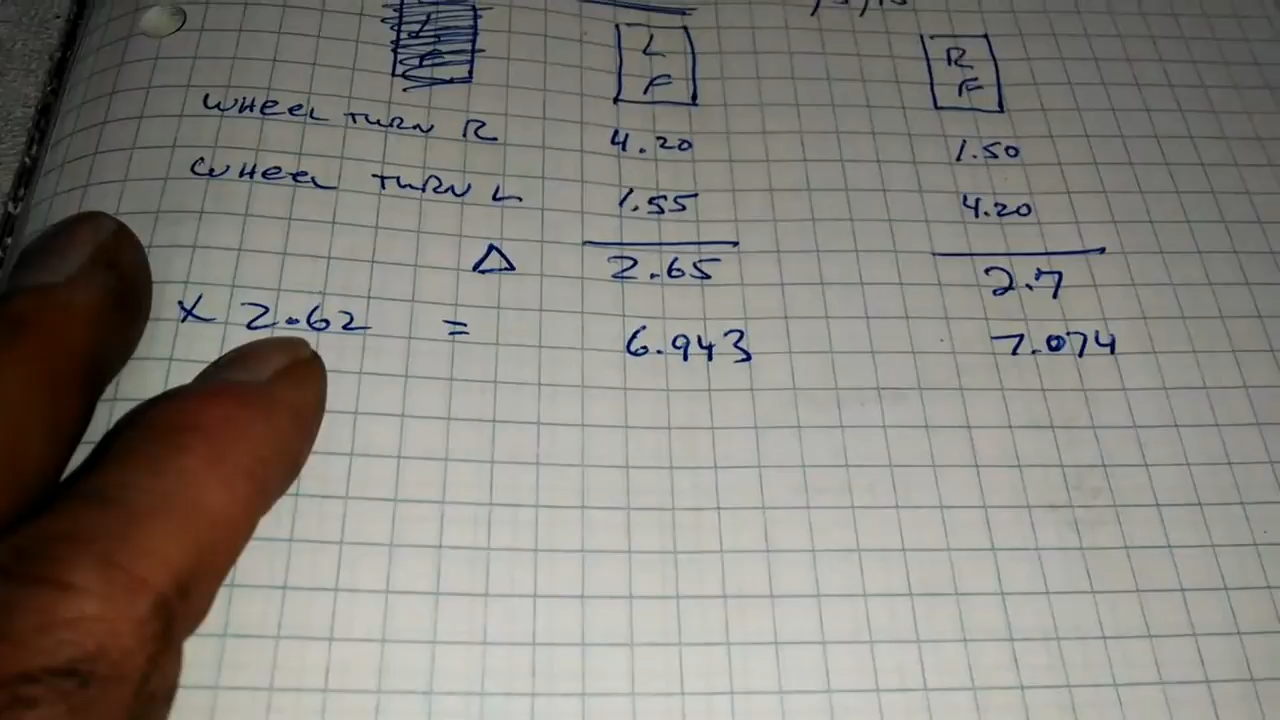 L F R F
WHEEL TURN R 4.20 1.50
WHEEL TURN L 1.55 4.20
Δ 2.65 2.7
× 2.62 = 6.943 7.074